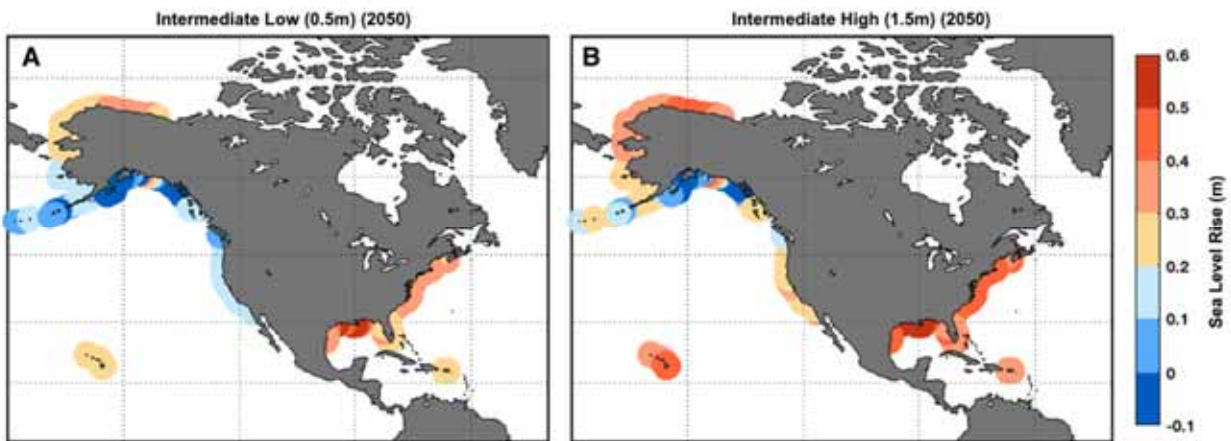 Intermediate Low (0.5m) (2050)
Intermediate High (1.5m) (2050)
A
B
0.6
0.5
0.4
0.3
0.2
0.1
0
-0.1
Sea Level Rise (m)